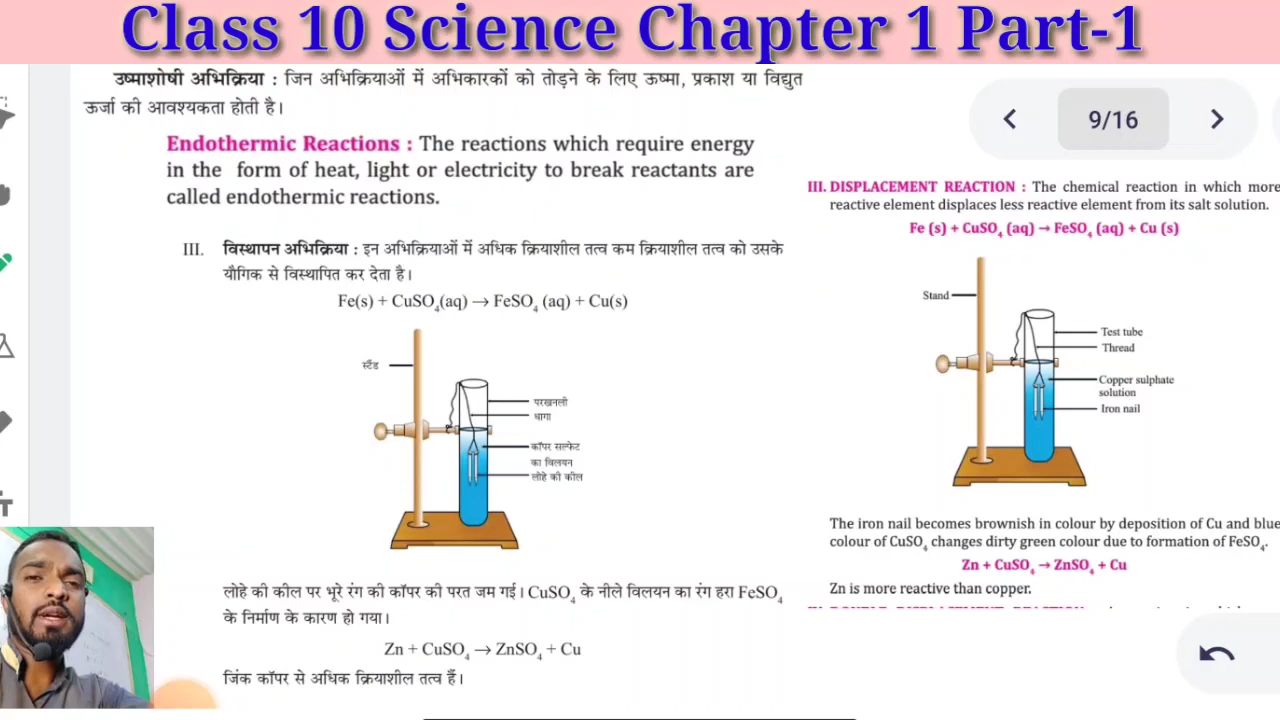 Class 10 Science Chapter 1 Part-1
उष्माशोषी अभिक्रिया : जिन अभिक्रियाओं में अभिकारकों को तोड़ने के लिए ऊष्मा, प्रकाश या विद्युत
ऊर्जा की आवश्यकता होती है।
Endothermic Reactions : The reactions which require energy
in the form of heat, light or electricity to break reactants are
called endothermic reactions.
III. विस्थापन अभिक्रिया : इन अभिक्रियाओं में अधिक क्रियाशील तत्व कम क्रियाशील तत्व को उसके
यौगिक से विस्थापित कर देता है।
Fe(s) + CuSO₄(aq) → FeSO₄ (aq) + Cu(s)
स्टैंड
परखनली
धागा
कॉपर सल्फेट
का विलयन
लोहे की कील
लोहे की कील पर भूरे रंग की कॉपर की परत जम गई। CuSO₄ के नीले विलयन का रंग हरा FeSO₄
के निर्माण के कारण हो गया।
Zn + CuSO₄ → ZnSO₄ + Cu
जिंक कॉपर से अधिक क्रियाशील तत्व हैं।
9/16
III. DISPLACEMENT REACTION : The chemical reaction in which more
reactive element displaces less reactive element from its salt solution.
Fe (s) + CuSO₄ (aq) → FeSO₄ (aq) + Cu (s)
Stand
Test tube
Thread
Copper sulphate
solution
Iron nail
The iron nail becomes brownish in colour by deposition of Cu and blue
colour of CuSO₄ changes dirty green colour due to formation of FeSO₄.
Zn + CuSO₄ → ZnSO₄ + Cu
Zn is more reactive than copper.